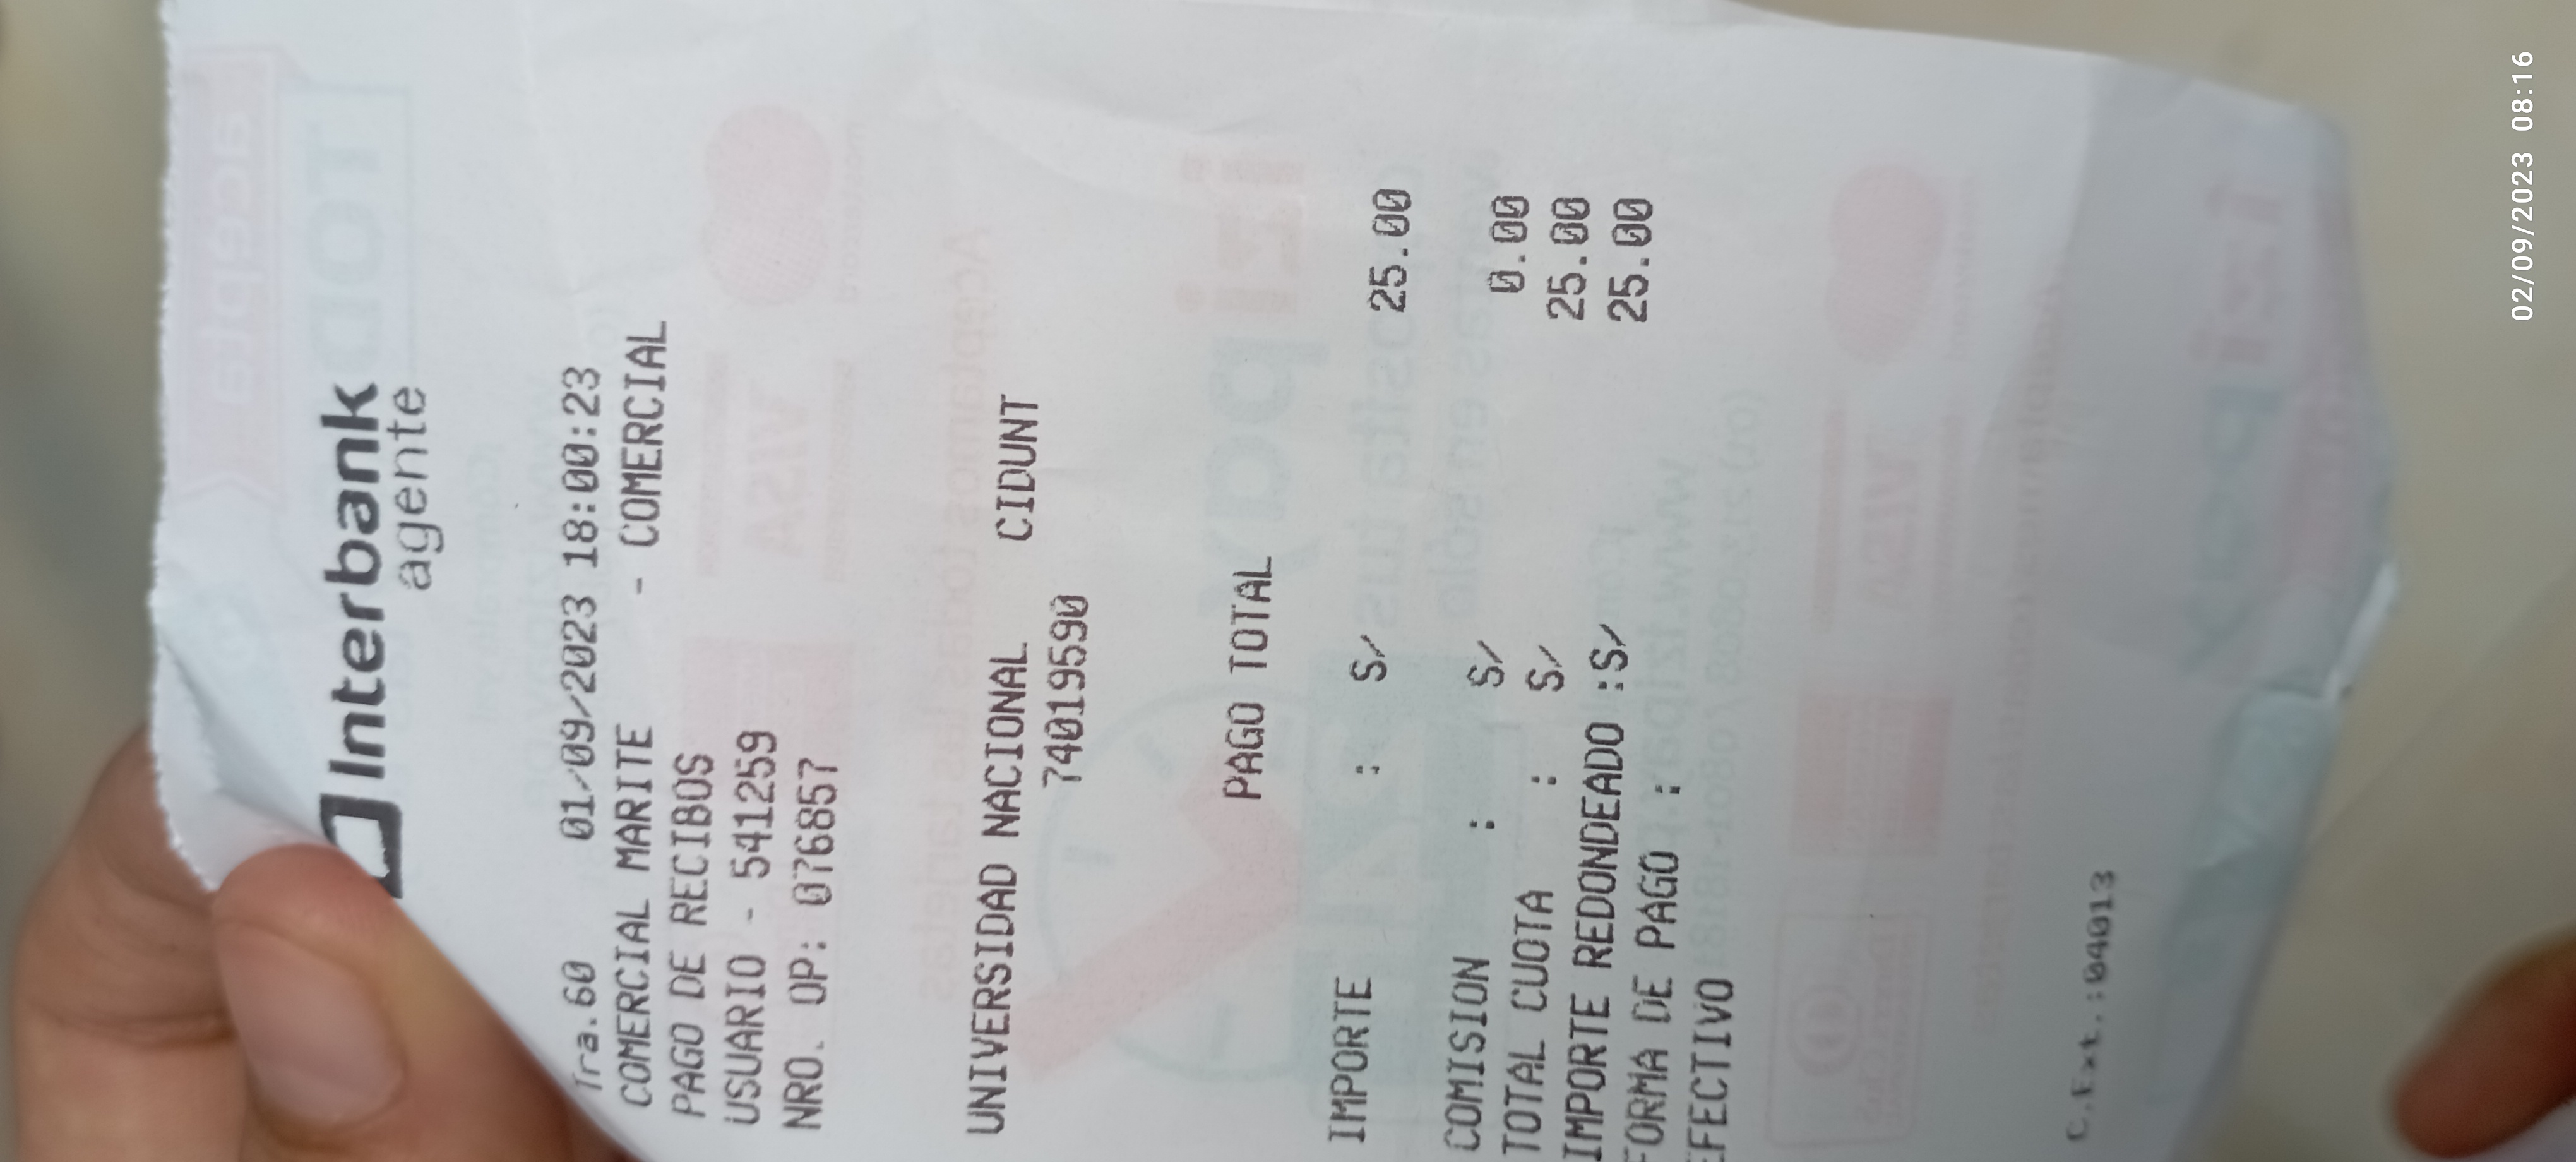 Interbank
agente
Tra.60 01/09/2023 18:00:23
COMERCIAL MARITE - COMERCIAL
PAGO DE RECIBOS
USUARIO - 541259
NRO. OP: 076857
UNIVERSIDAD NACIONAL CIDUNT
74019590
PAGO TOTAL
IMPORTE : S/ 25.00
COMISION : S/ 0.00
TOTAL CUOTA : S/ 25.00
IMPORTE REDONDEADO :S/ 25.00
FORMA DE PAGO :
EFECTIVO
C.Ext.:04013
02/09/2023 08:16